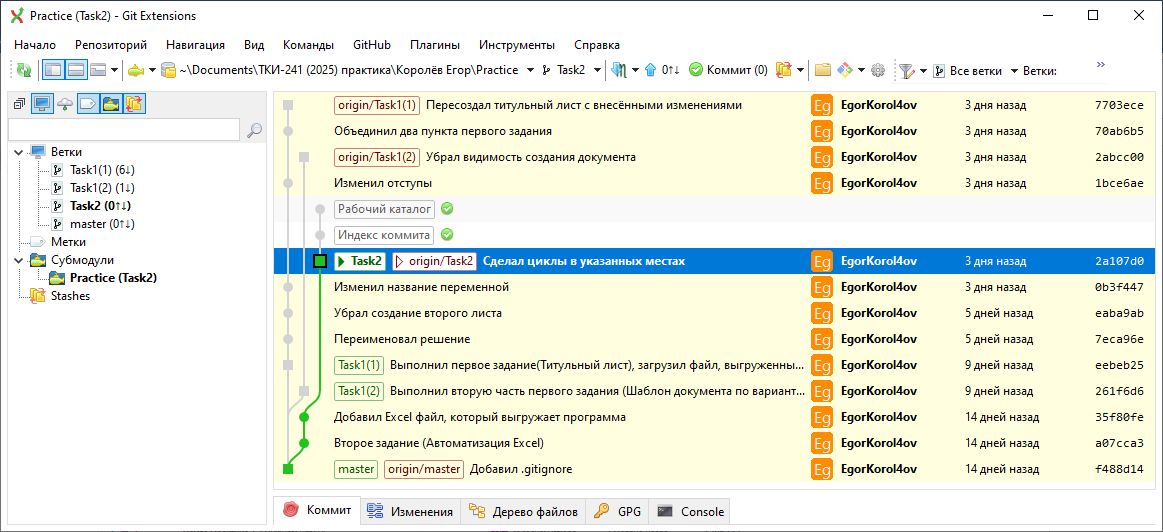 Practice (Task2) - Git Extensions
Начало Репозиторий Навигация Вид Команды GitHub Плагины Инструменты Справка
~\Documents\ТКИ-241 (2025) практика\Королёв Егор\Practice Task2 0↑↓ Коммит (0) Все ветки Ветки: »
Ветки
Task1(1) (6↓)
Task1(2) (1↓)
Task2 (0↑↓)
master (0↑↓)
Метки
Субмодули
Practice (Task2)
Stashes
origin/Task1(1) Пересоздал титульный лист с внесёнными изменениями Eg EgorKorol4ov 3 дня назад 7703ece
Объединил два пункта первого задания Eg EgorKorol4ov 3 дня назад 70ab6b5
origin/Task1(2) Убрал видимость создания документа Eg EgorKorol4ov 3 дня назад 2abcc00
Изменил отступы Eg EgorKorol4ov 3 дня назад 1bce6ae
Рабочий каталог
Индекс коммита
Task2 origin/Task2 Сделал циклы в указанных местах Eg EgorKorol4ov 3 дня назад 2a107d0
Изменил название переменной Eg EgorKorol4ov 3 дня назад 0b3f447
Убрал создание второго листа Eg EgorKorol4ov 5 дней назад eaba9ab
Переименовал решение Eg EgorKorol4ov 5 дней назад 7eca96e
Task1(1) Выполнил первое задание(Титульный лист), загрузил файл, выгруженны... Eg EgorKorol4ov 9 дней назад eebeb25
Task1(2) Выполнил вторую часть первого задания (Шаблон документа по вариант... Eg EgorKorol4ov 9 дней назад 261f6d6
Добавил Excel файл, который выгружает программа Eg EgorKorol4ov 14 дней назад 35f80fe
Второе задание (Автоматизация Excel) Eg EgorKorol4ov 14 дней назад a07cca3
master origin/master Добавил .gitignore Eg EgorKorol4ov 14 дней назад f488d14
Коммит Изменения Дерево файлов GPG Console